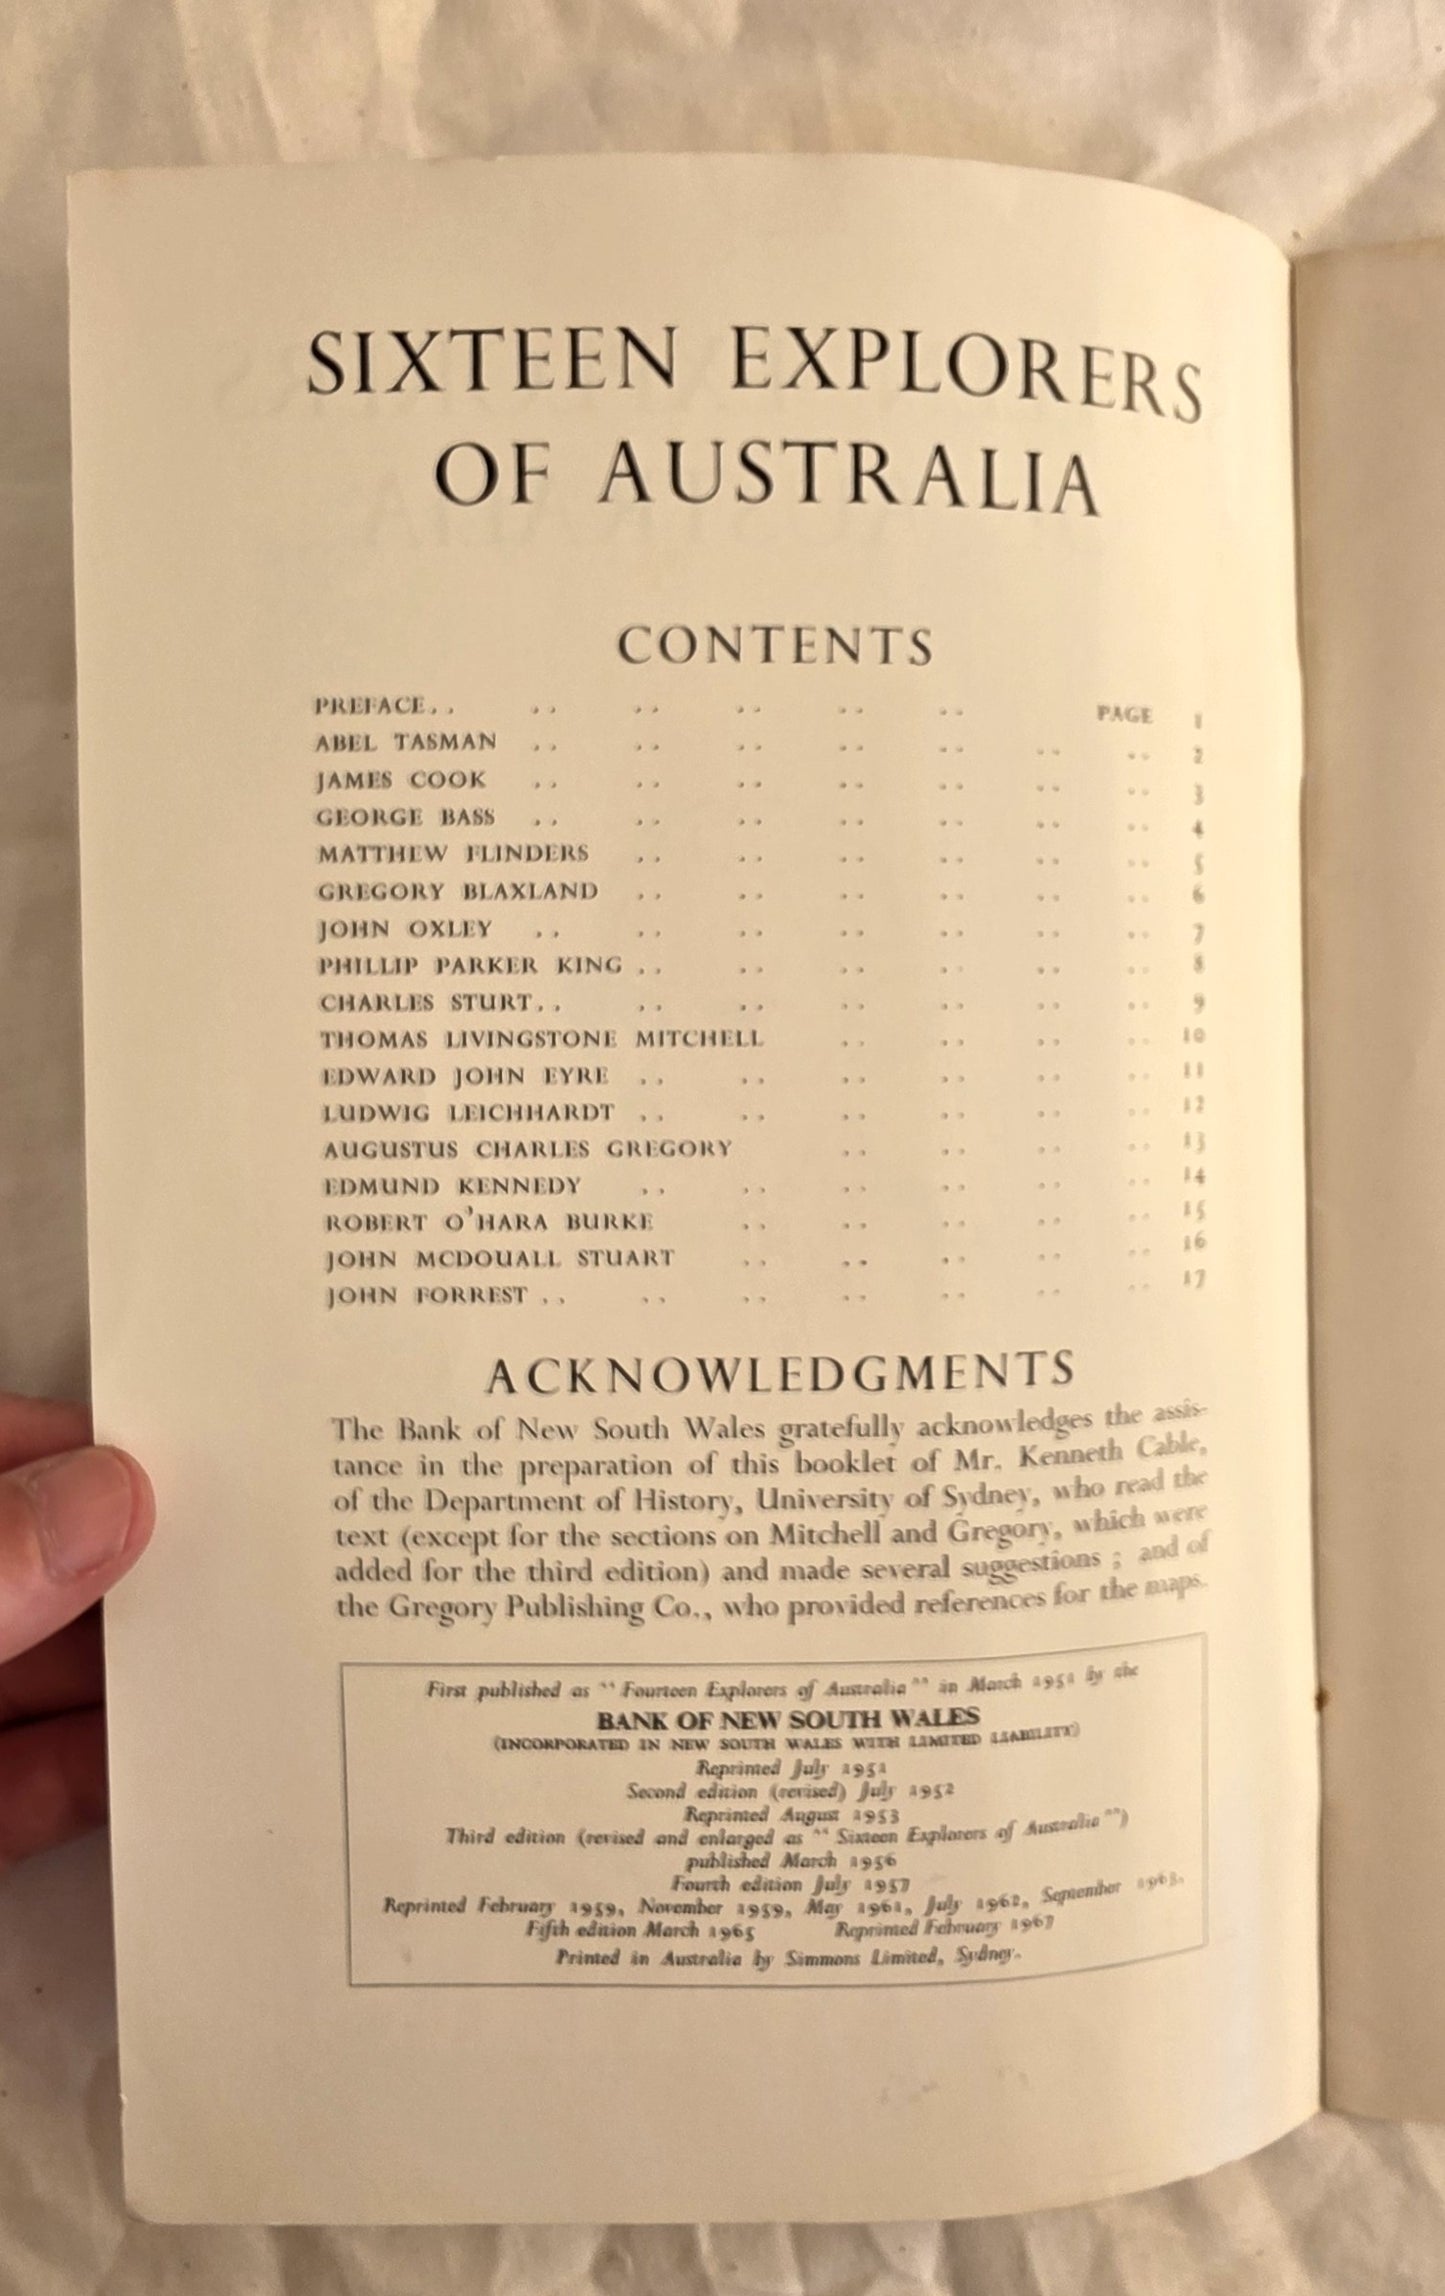 SIXTEEN EXPLORERS
OF AUSTRALIA
CONTENTS
PREFACE.. .. .. .. .. .. PAGE 1
ABEL TASMAN .. .. .. .. .. .. .. 2
JAMES COOK .. .. .. .. .. .. .. 3
GEORGE BASS .. .. .. .. .. .. .. 4
MATTHEW FLINDERS .. .. .. .. .. .. 5
GREGORY BLAXLAND .. .. .. .. .. .. 6
JOHN OXLEY .. .. .. .. .. .. .. 7
PHILLIP PARKER KING .. .. .. .. .. .. 8
CHARLES STURT.. .. .. .. .. .. .. 9
THOMAS LIVINGSTONE MITCHELL .. .. .. .. 10
EDWARD JOHN EYRE .. .. .. .. .. .. 11
LUDWIG LEICHHARDT .. .. .. .. .. .. 12
AUGUSTUS CHARLES GREGORY .. .. .. .. 13
EDMUND KENNEDY .. .. .. .. .. .. 14
ROBERT O'HARA BURKE .. .. .. .. .. 15
JOHN MCDOUALL STUART .. .. .. .. .. 16
JOHN FORREST .. .. .. .. .. .. .. 17
ACKNOWLEDGMENTS
The Bank of New South Wales gratefully acknowledges the assis-
tance in the preparation of this booklet of Mr. Kenneth Cable,
of the Department of History, University of Sydney, who read the
text (except for the sections on Mitchell and Gregory, which were
added for the third edition) and made several suggestions ; and of
the Gregory Publishing Co., who provided references for the maps.
First published as "Fourteen Explorers of Australia" in March 1951 by the
BANK OF NEW SOUTH WALES
(INCORPORATED IN NEW SOUTH WALES WITH LIMITED LIABILITY)
Reprinted July 1951
Second edition (revised) July 1952
Reprinted August 1953
Third edition (revised and enlarged as "Sixteen Explorers of Australia")
published March 1956
Fourth edition July 1957
Reprinted February 1959, November 1959, May 1961, July 1962, September 1963.
Fifth edition March 1965 Reprinted February 1967
Printed in Australia by Simmons Limited, Sydney.